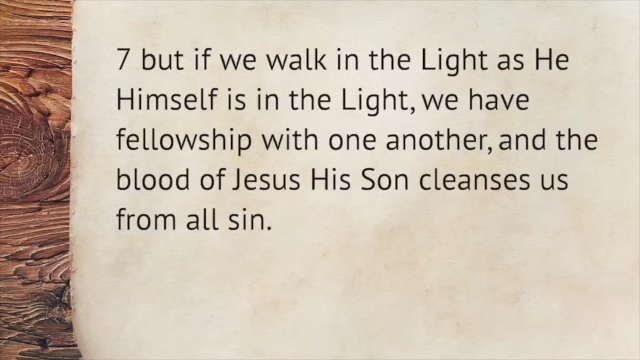 7 but if we walk in the Light as He
Himself is in the Light, we have
fellowship with one another, and the
blood of Jesus His Son cleanses us
from all sin.